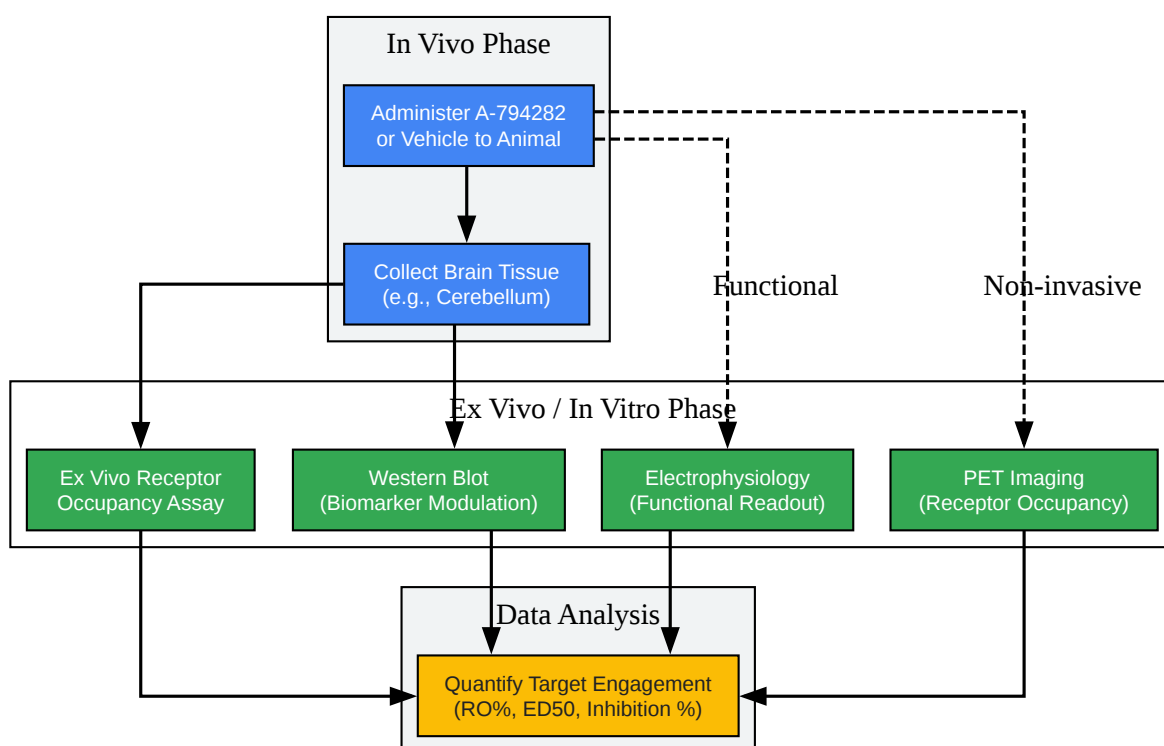 In Vivo Phase
Administer A-794282
or Vehicle to Animal
Collect Brain Tissue
(e.g., Cerebellum)
Functional
Non-invasive
Ex Vivo / In Vitro Phase
Ex Vivo Receptor
Occupancy Assay
Western Blot
(Biomarker Modulation)
Electrophysiology
(Functional Readout)
PET Imaging
(Receptor Occupancy)
Data Analysis
Quantify Target Engagement
(RO%, ED50, Inhibition %)